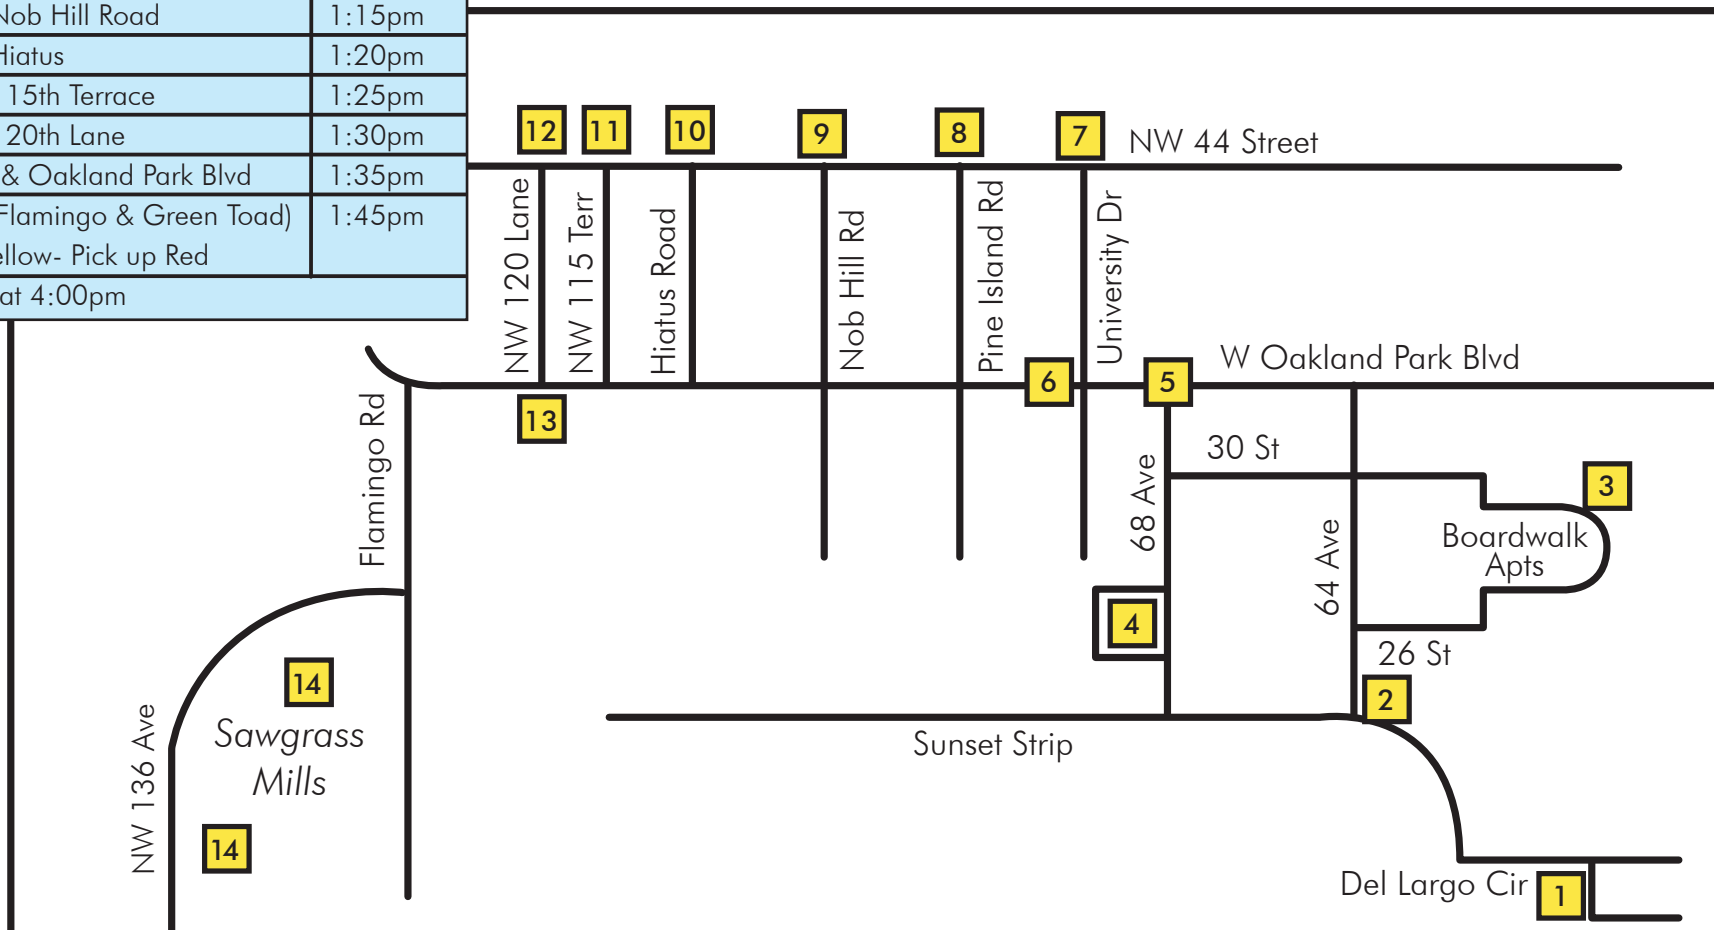 Nob Hill Road 1:15pm
Hiatus 1:20pm
15th Terrace 1:25pm
20th Lane 1:30pm
& Oakland Park Blvd 1:35pm
Flamingo & Green Toad) 1:45pm
ellow- Pick up Red
at 4:00pm
12
11
10
9
8
7
NW 44 Street
NW 120 Lane
NW 115 Terr
Hiatus Road
Nob Hill Rd
Pine Island Rd
University Dr
6
5
W Oakland Park Blvd
13
Flamingo Rd
30 St
68 Ave
3
Boardwalk
Apts
64 Ave
4
26 St
2
14
Sawgrass
Mills
NW 136 Ave
14
Sunset Strip
Del Largo Cir
1